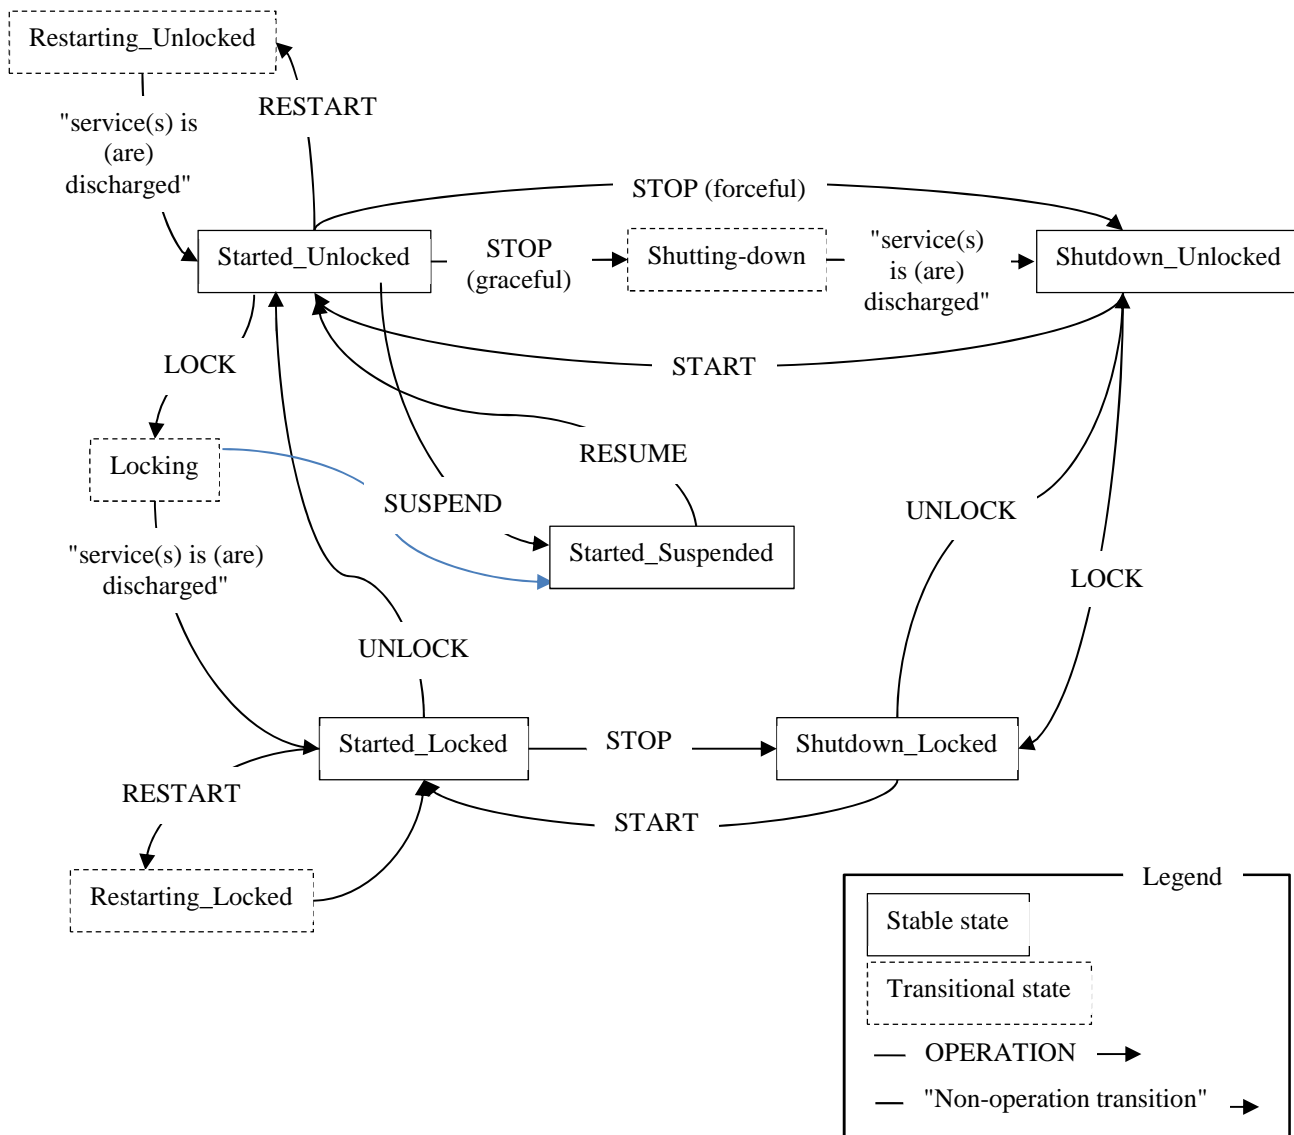 Restarting_Unlocked
RESTART
"service(s) is
(are)
discharged"
STOP (forceful)
Started_Unlocked
STOP
(graceful)
Shutting-down
"service(s)
is (are)
discharged"
Shutdown_Unlocked
LOCK
START
Locking
RESUME
SUSPEND
UNLOCK
"service(s) is (are)
discharged"
Started_Suspended
LOCK
UNLOCK
Started_Locked
STOP
Shutdown_Locked
RESTART
START
Restarting_Locked
Legend
Stable state
Transitional state
OPERATION
"Non-operation transition"